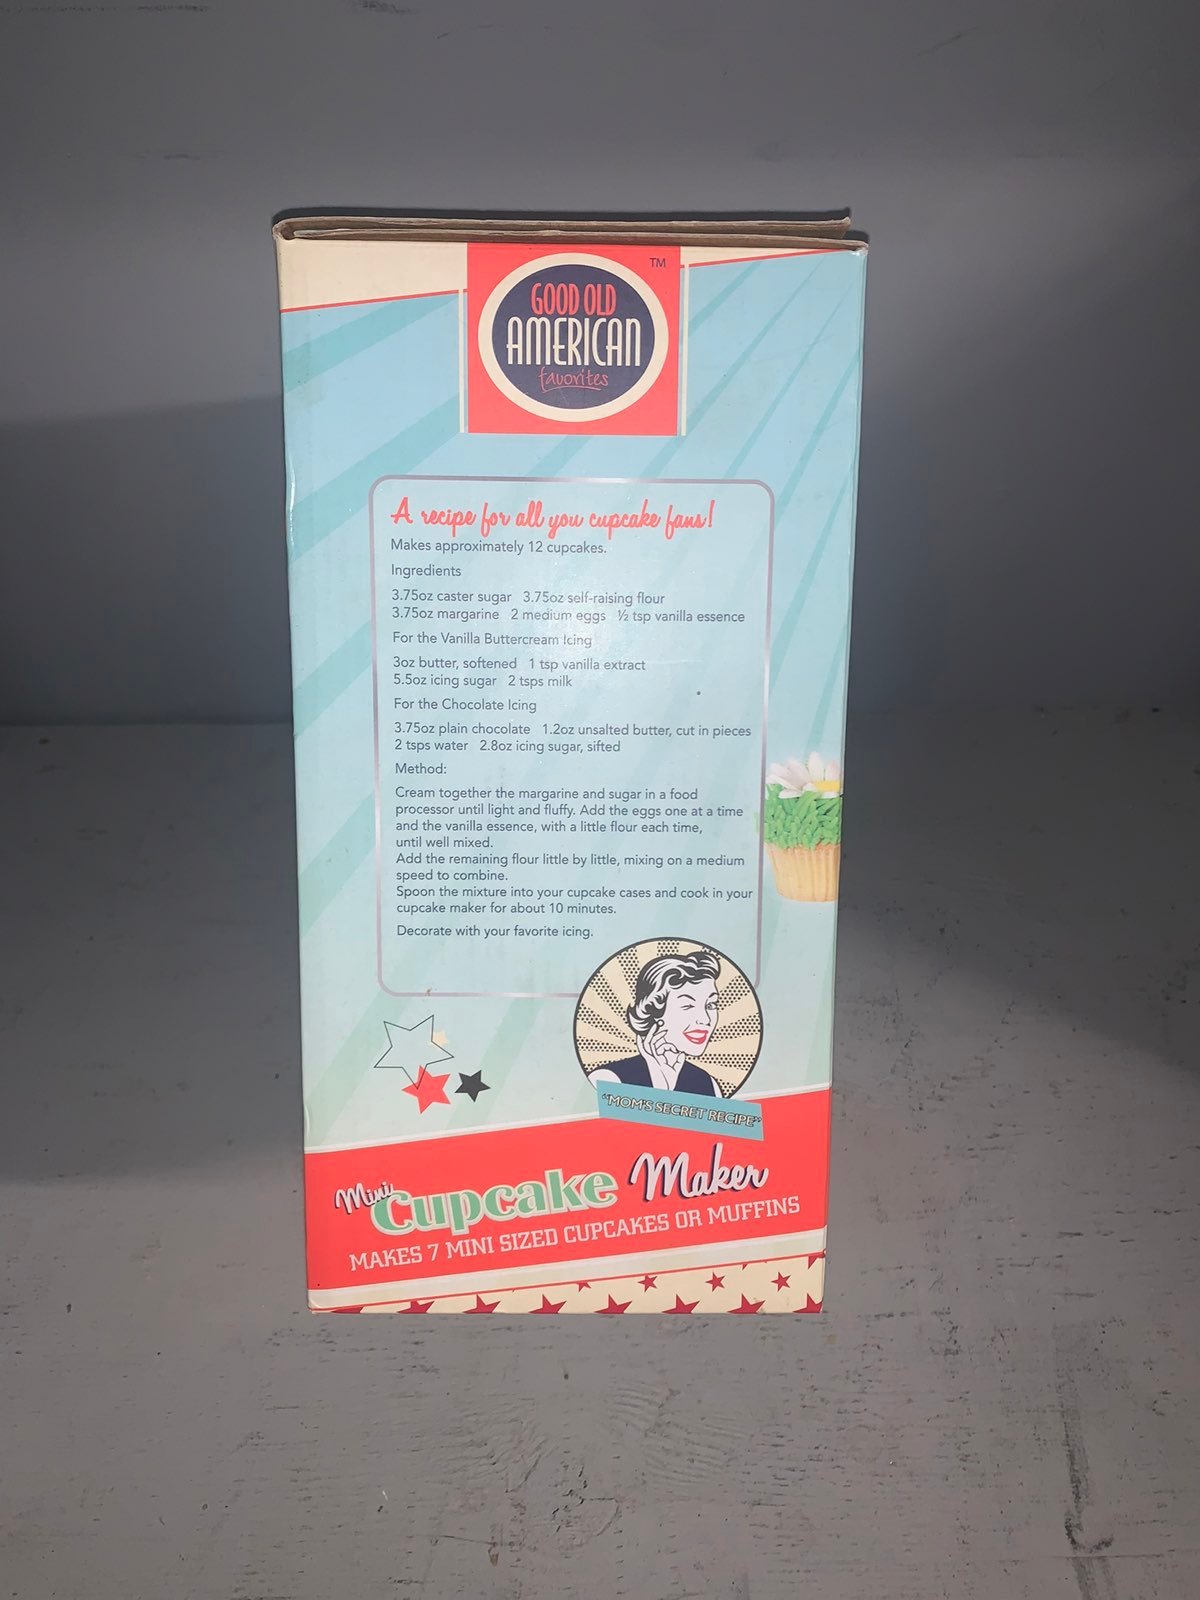 TM
GOOD OLD
AMERICAN
favorites
A recipe for all you cupcake fans!
Makes approximately 12 cupcakes.
Ingredients
3.75oz caster sugar 3.75oz self-raising flour
3.75oz margarine 2 medium eggs ½ tsp vanilla essence
For the Vanilla Buttercream Icing
3oz butter, softened 1 tsp vanilla extract
5.5oz icing sugar 2 tsps milk
For the Chocolate Icing
3.75oz plain chocolate 1.2oz unsalted butter, cut in pieces
2 tsps water 2.8oz icing sugar, sifted
Method:
Cream together the margarine and sugar in a food
processor until light and fluffy. Add the eggs one at a time
and the vanilla essence, with a little flour each time,
until well mixed.
Add the remaining flour little by little, mixing on a medium
speed to combine.
Spoon the mixture into your cupcake cases and cook in your
cupcake maker for about 10 minutes.
Decorate with your favorite icing.
"MOM'S SECRET RECIPE"
Mini Cupcake Maker
MAKES 7 MINI SIZED CUPCAKES OR MUFFINS